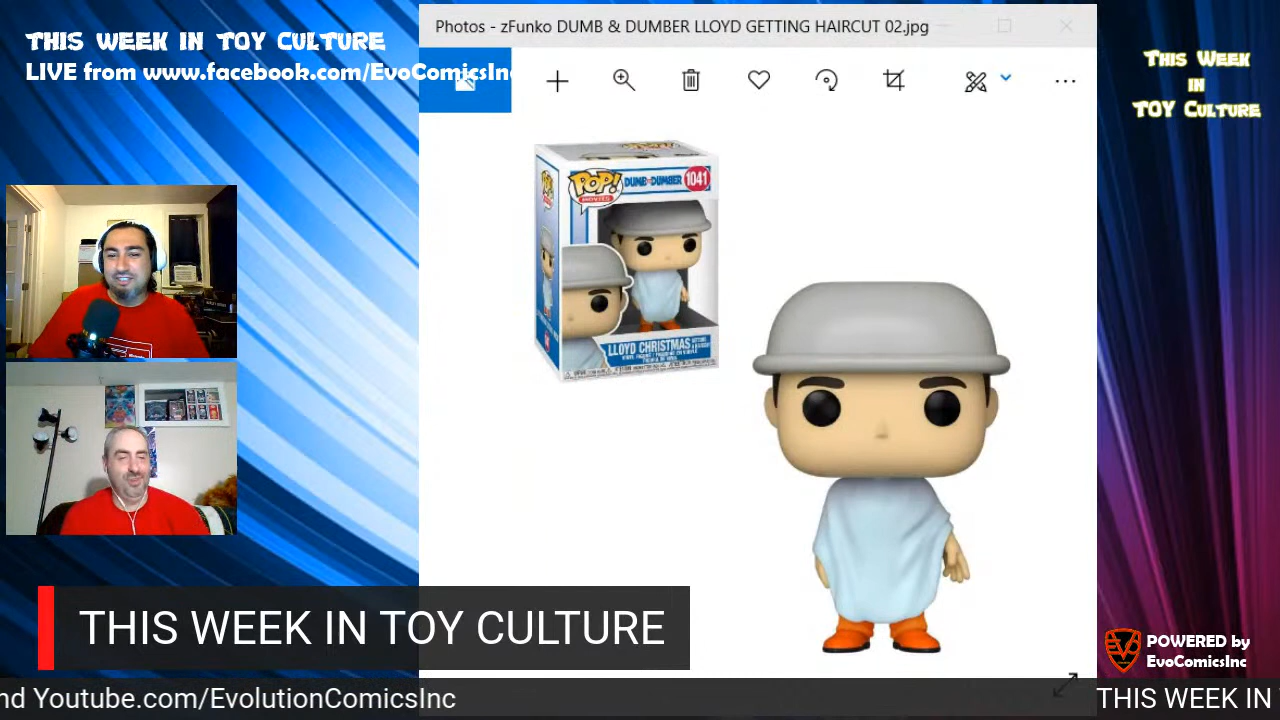 THIS WEEK IN TOY CULTURE
LIVE from www.facebook.com/EvoComicsInc
Photos - zFunko DUMB & DUMBER LLOYD GETTING HAIRCUT 02.jpg
This Week
IN
TOY Culture
POP!
DUMB DUMBER
1041
MOVIES
POP!
LLOYD CHRISTMAS
THIS WEEK IN TOY CULTURE
POWERED by
EvoComicsInc
nd Youtube.com/EvolutionComicsInc
THIS WEEK IN